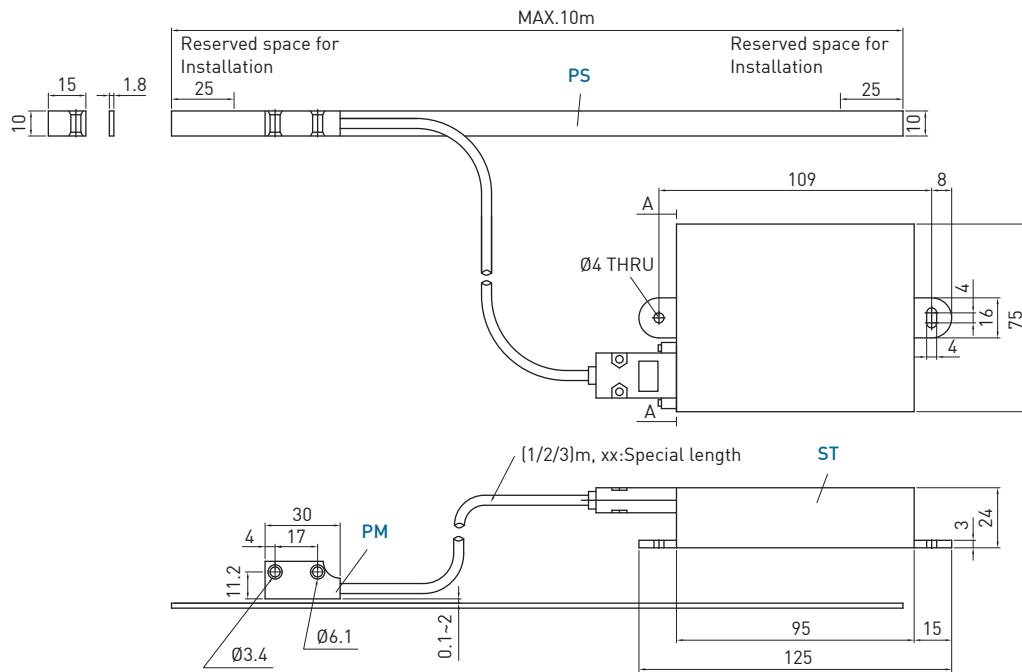 MAX.10m
Reserved space for
Installation
25
Reserved space for
Installation
25
PS
15
1.8
10
10
109
8
A
Ø4 THRU
4
16
75
4
A
(1/2/3)m, xx:Special length
ST
30
4
17
PM
11.2
3
24
Ø6.1
Ø3.4
0.1~2
95
15
125